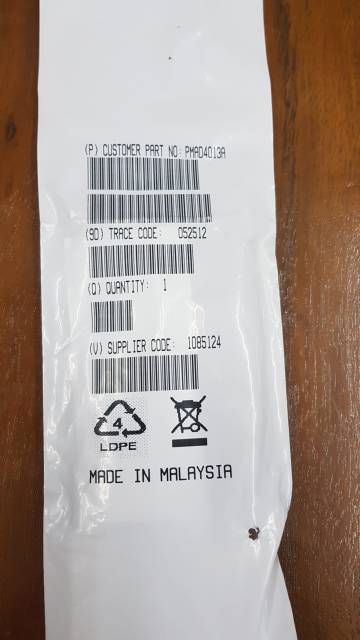 (P) CUSTOMER PART NO: PMAD4013A
(9D) TRACE CODE: 052512
(Q) QUANTITY: 1
(V) SUPPLIER CODE: 1085124
4
LDPE
MADE IN MALAYSIA